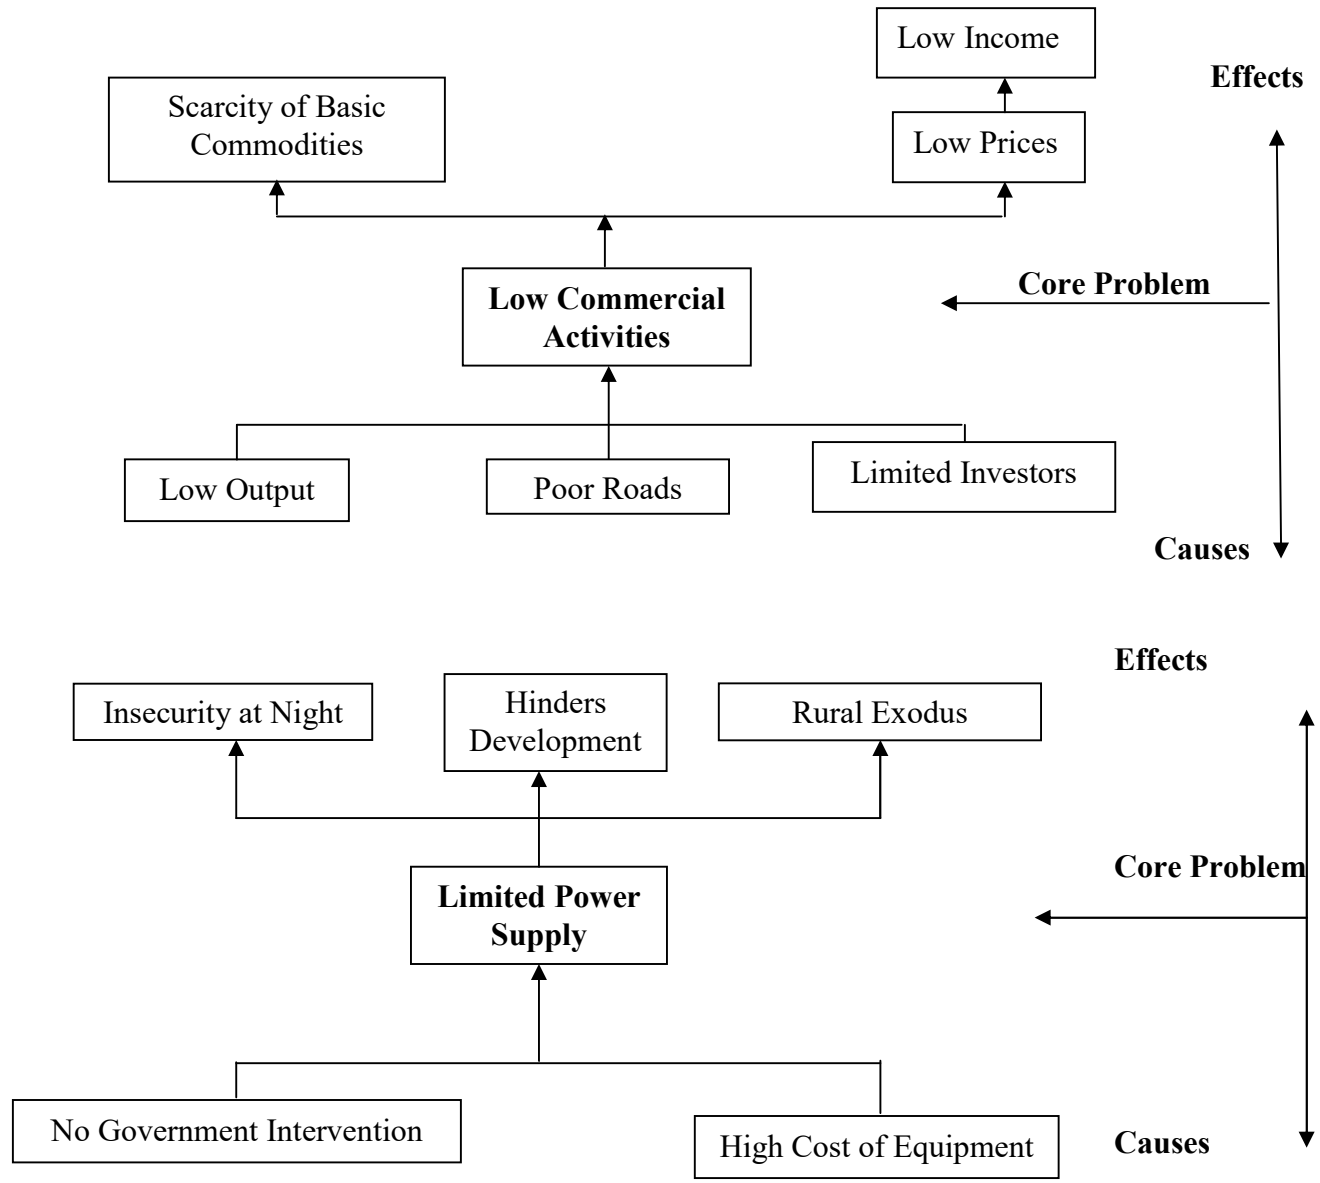 Low Income
Effects
Scarcity of Basic
Commodities
Low Prices
Core Problem
Low Commercial
Activities
Low Output
Poor Roads
Limited Investors
Causes
Effects
Insecurity at Night
Hinders
Development
Rural Exodus
Core Problem
Limited Power
Supply
No Government Intervention
High Cost of Equipment
Causes